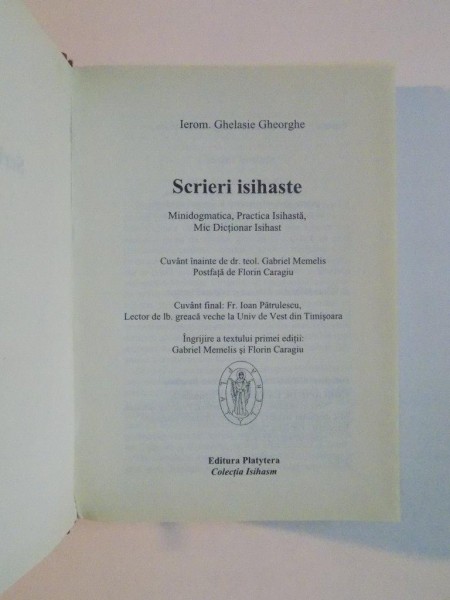 Ierom. Ghelasie Gheorghe
Scrieri isihaste
Minidogmatica, Practica Isihastă,
Mic Dicționar Isihast
Cuvânt înainte de dr. teol. Gabriel Memelis
Postfață de Florin Caragiu
Cuvânt final: Fr. Ioan Pătrulescu,
Lector de lb. greacă veche la Univ de Vest din Timișoara
Îngrijire a textului primei ediții:
Gabriel Memelis și Florin Caragiu
Editura Platytera
Colecția Isihasm